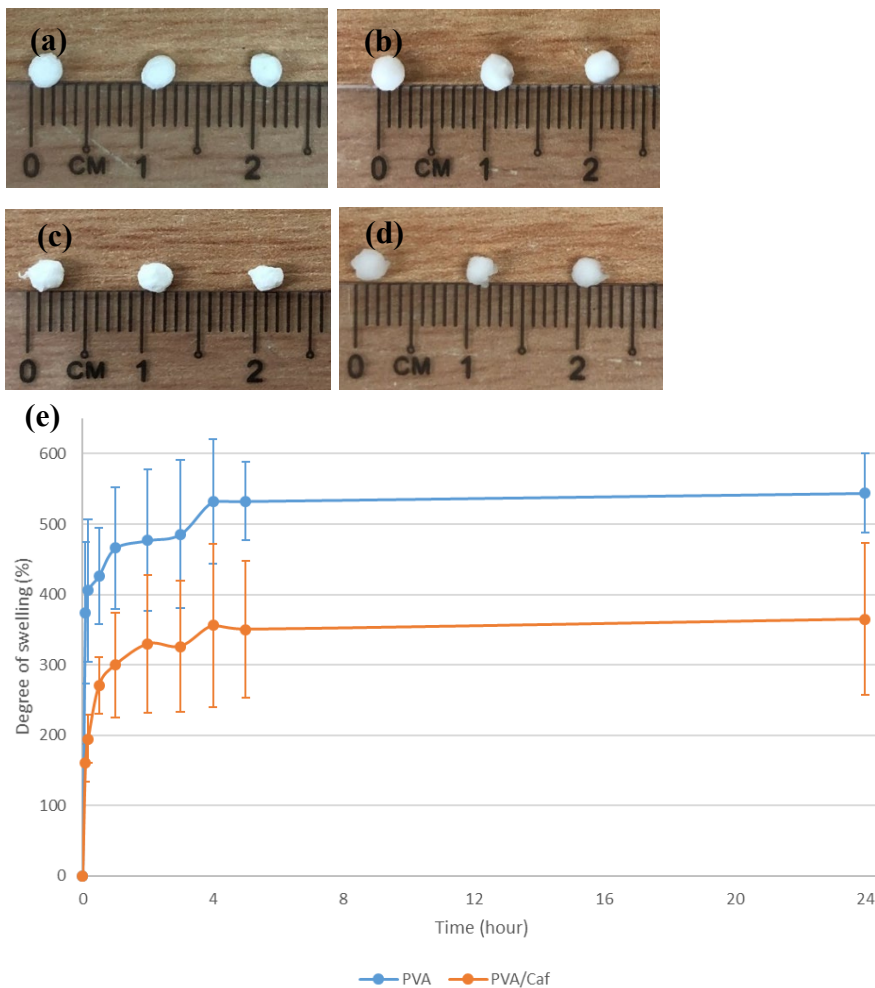 (a)
0 CM 1 2
(b)
0 CM 1 2
(c)
0 CM 1 2
(d)
0 CM 1 2
(e)
600
500
400
300
200
100
0
Degree of swelling (%)
0 4 8 12 16 20 24
Time (hour)
PVA PVA/Caf